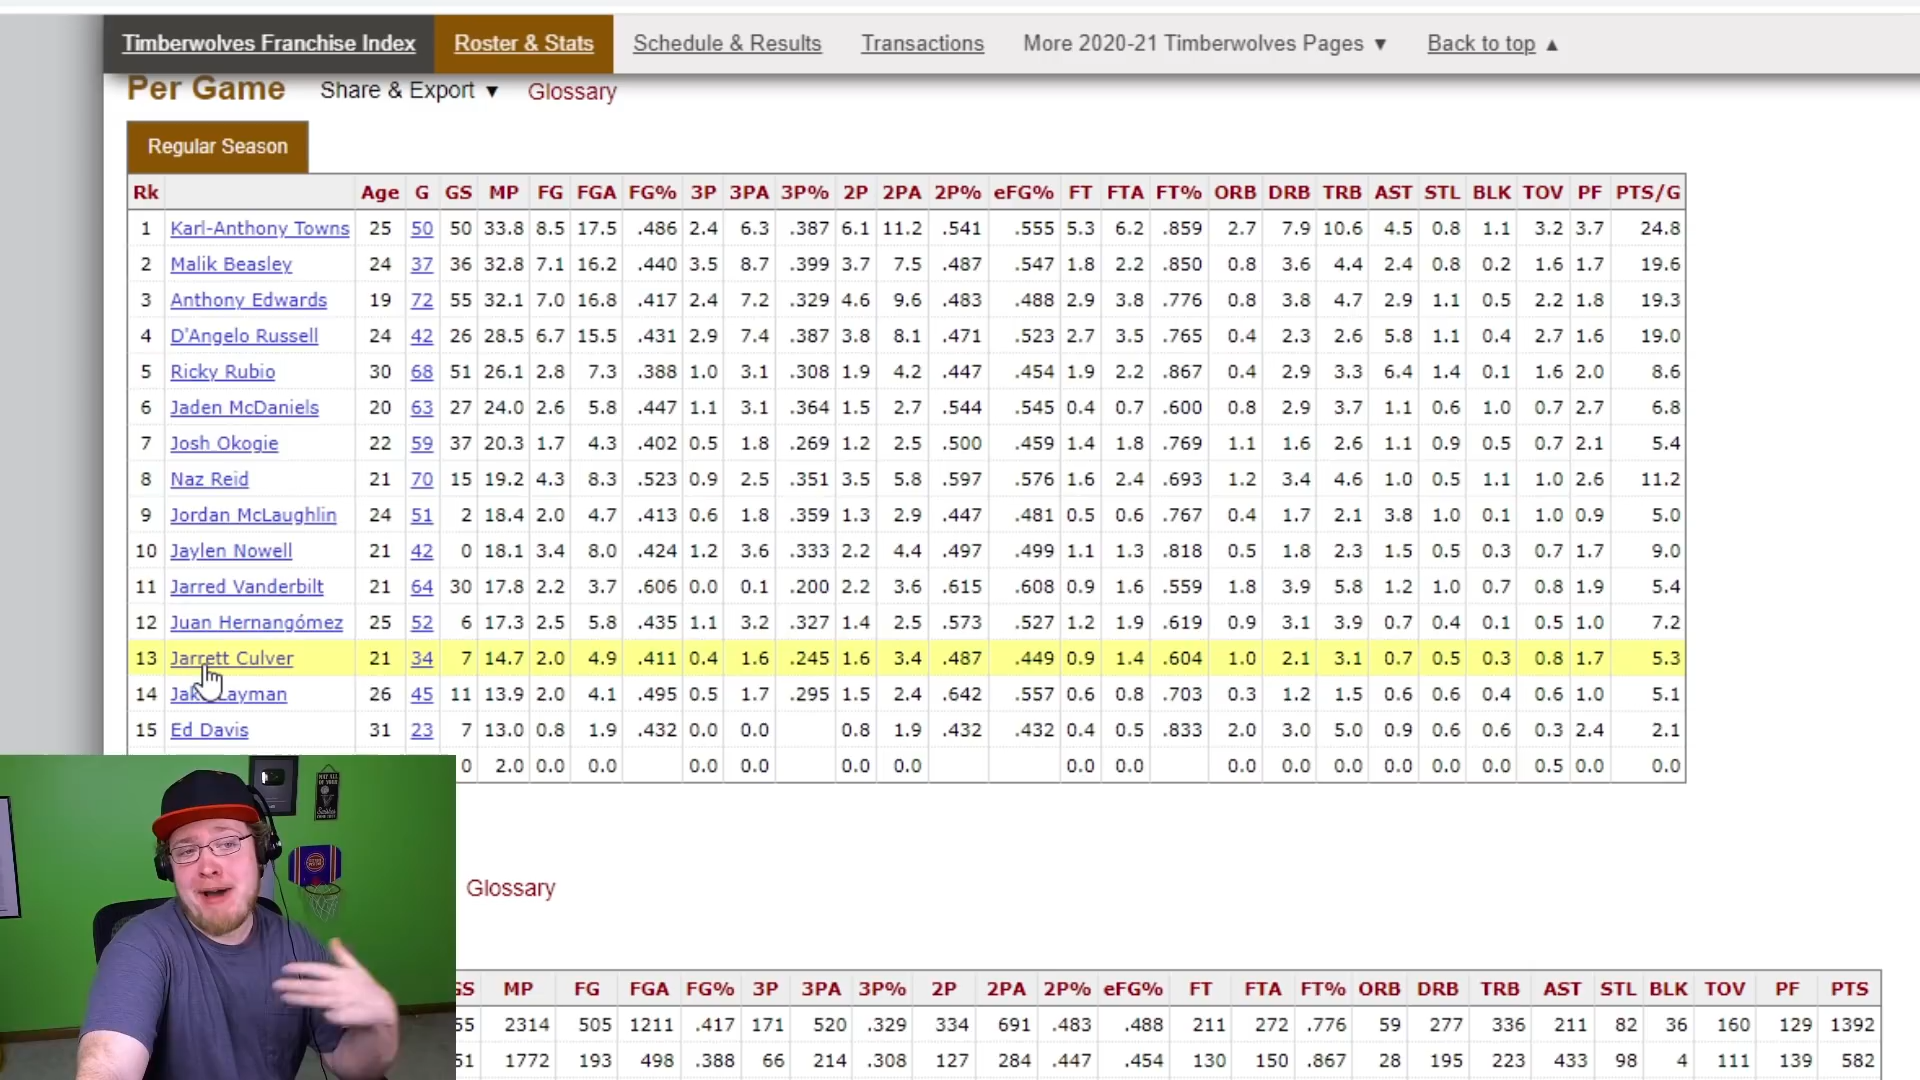 Timberwolves Franchise Index Roster & Stats Schedule & Results Transactions More 2020-21 Timberwolves Pages ▼ Back to top ▲
Per Game Share & Export ▼ Glossary
Regular Season
Rk Age G GS MP FG FGA FG% 3P 3PA 3P% 2P 2PA 2P% eFG% FT FTA FT% ORB DRB TRB AST STL BLK TOV PF PTS/G
1 Karl-Anthony Towns 25 50 50 33.8 8.5 17.5 .486 2.4 6.3 .387 6.1 11.2 .541 .555 5.3 6.2 .859 2.7 7.9 10.6 4.5 0.8 1.1 3.2 3.7 24.8
2 Malik Beasley 24 37 36 32.8 7.1 16.2 .440 3.5 8.7 .399 3.7 7.5 .487 .547 1.8 2.2 .850 0.8 3.6 4.4 2.4 0.8 0.2 1.6 1.7 19.6
3 Anthony Edwards 19 72 55 32.1 7.0 16.8 .417 2.4 7.2 .329 4.6 9.6 .483 .488 2.9 3.8 .776 0.8 3.8 4.7 2.9 1.1 0.5 2.2 1.8 19.3
4 D'Angelo Russell 24 42 26 28.5 6.7 15.5 .431 2.9 7.4 .387 3.8 8.1 .471 .523 2.7 3.5 .765 0.4 2.3 2.6 5.8 1.1 0.4 2.7 1.6 19.0
5 Ricky Rubio 30 68 51 26.1 2.8 7.3 .388 1.0 3.1 .308 1.9 4.2 .447 .454 1.9 2.2 .867 0.4 2.9 3.3 6.4 1.4 0.1 1.6 2.0 8.6
6 Jaden McDaniels 20 63 27 24.0 2.6 5.8 .447 1.1 3.1 .364 1.5 2.7 .544 .545 0.4 0.7 .600 0.8 2.9 3.7 1.1 0.6 1.0 0.7 2.7 6.8
7 Josh Okogie 22 59 37 20.3 1.7 4.3 .402 0.5 1.8 .269 1.2 2.5 .500 .459 1.4 1.8 .769 1.1 1.6 2.6 1.1 0.9 0.5 0.7 2.1 5.4
8 Naz Reid 21 70 15 19.2 4.3 8.3 .523 0.9 2.5 .351 3.5 5.8 .597 .576 1.6 2.4 .693 1.2 3.4 4.6 1.0 0.5 1.1 1.0 2.6 11.2
9 Jordan McLaughlin 24 51 2 18.4 2.0 4.7 .413 0.6 1.8 .359 1.3 2.9 .447 .481 0.5 0.6 .767 0.4 1.7 2.1 3.8 1.0 0.1 1.0 0.9 5.0
10 Jaylen Nowell 21 42 0 18.1 3.4 8.0 .424 1.2 3.6 .333 2.2 4.4 .497 .499 1.1 1.3 .818 0.5 1.8 2.3 1.5 0.5 0.3 0.7 1.7 9.0
11 Jarred Vanderbilt 21 64 30 17.8 2.2 3.7 .606 0.0 0.1 .200 2.2 3.6 .615 .608 0.9 1.6 .559 1.8 3.9 5.8 1.2 1.0 0.7 0.8 1.9 5.4
12 Juan Hernangómez 25 52 6 17.3 2.5 5.8 .435 1.1 3.2 .327 1.4 2.5 .573 .527 1.2 1.9 .619 0.9 3.1 3.9 0.7 0.4 0.1 0.5 1.0 7.2
13 Jarrett Culver 21 34 7 14.7 2.0 4.9 .411 0.4 1.6 .245 1.6 3.4 .487 .449 0.9 1.4 .604 1.0 2.1 3.1 0.7 0.5 0.3 0.8 1.7 5.3
14 Jake Layman 26 45 11 13.9 2.0 4.1 .495 0.5 1.7 .295 1.5 2.4 .642 .557 0.6 0.8 .703 0.3 1.2 1.5 0.6 0.6 0.4 0.6 1.0 5.1
15 Ed Davis 31 23 7 13.0 0.8 1.9 .432 0.0 0.0 0.8 1.9 .432 .432 0.4 0.5 .833 2.0 3.0 5.0 0.9 0.6 0.6 0.3 2.4 2.1
0 2.0 0.0 0.0 0.0 0.0 0.0 0.0 0.0 0.0 0.0 0.0 0.0 0.0 0.0 0.0 0.5 0.0 0.0
Glossary
GS MP FG FGA FG% 3P 3PA 3P% 2P 2PA 2P% eFG% FT FTA FT% ORB DRB TRB AST STL BLK TOV PF PTS
55 2314 505 1211 .417 171 520 .329 334 691 .483 .488 211 272 .776 59 277 336 211 82 36 160 129 1392
51 1772 193 498 .388 66 214 .308 127 284 .447 .454 130 150 .867 28 195 223 433 98 4 111 139 582